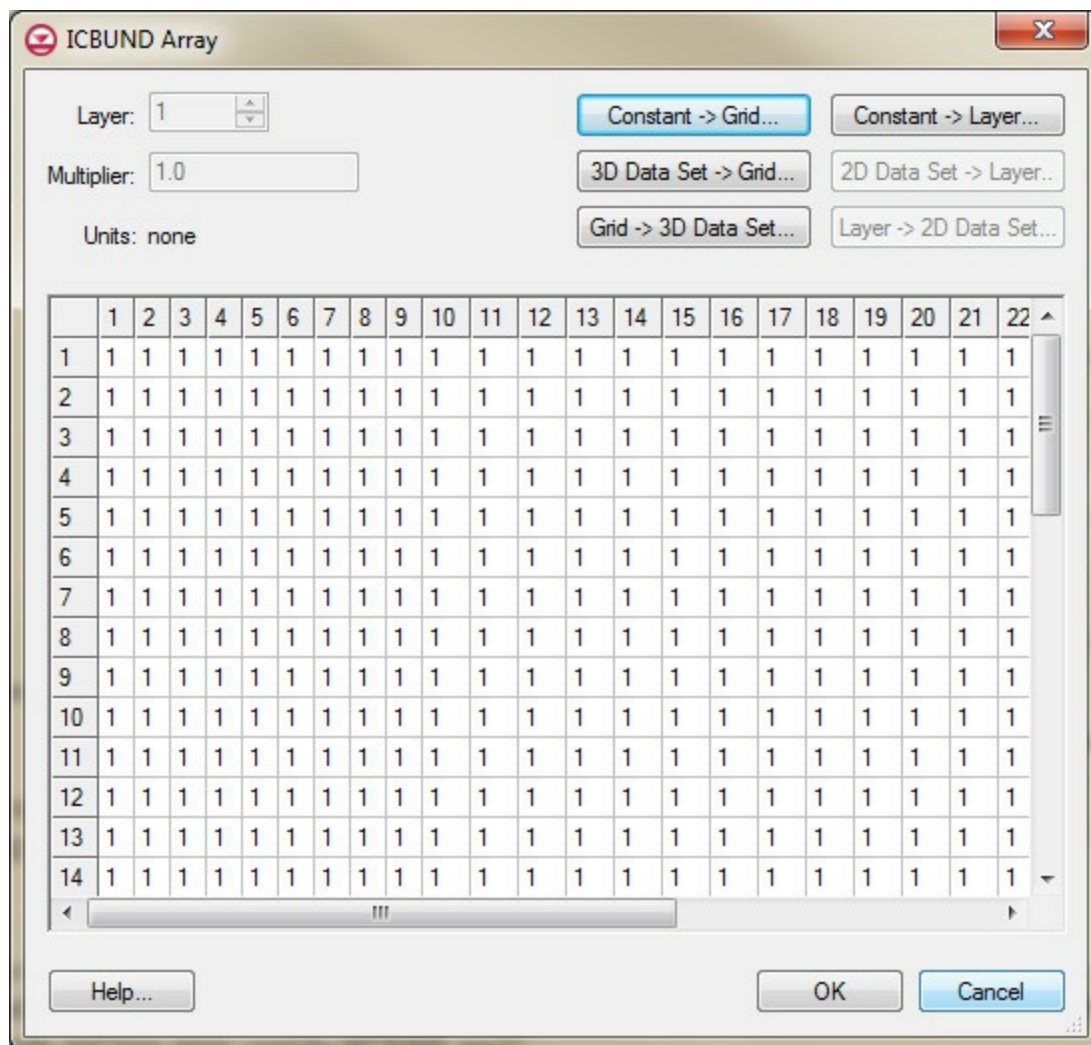 ICBUND Array
Layer: 1
Constant -> Grid...
Constant -> Layer...
Multiplier: 1.0
3D Data Set -> Grid...
2D Data Set -> Layer..
Units: none
Grid -> 3D Data Set...
Layer -> 2D Data Set...
1 2 3 4 5 6 7 8 9 10 11 12 13 14 15 16 17 18 19 20 21 22
1 1 1 1 1 1 1 1 1 1 1 1 1 1 1 1 1 1 1 1 1 1 1
2 1 1 1 1 1 1 1 1 1 1 1 1 1 1 1 1 1 1 1 1 1 1
3 1 1 1 1 1 1 1 1 1 1 1 1 1 1 1 1 1 1 1 1 1 1
4 1 1 1 1 1 1 1 1 1 1 1 1 1 1 1 1 1 1 1 1 1 1
5 1 1 1 1 1 1 1 1 1 1 1 1 1 1 1 1 1 1 1 1 1 1
6 1 1 1 1 1 1 1 1 1 1 1 1 1 1 1 1 1 1 1 1 1 1
7 1 1 1 1 1 1 1 1 1 1 1 1 1 1 1 1 1 1 1 1 1 1
8 1 1 1 1 1 1 1 1 1 1 1 1 1 1 1 1 1 1 1 1 1 1
9 1 1 1 1 1 1 1 1 1 1 1 1 1 1 1 1 1 1 1 1 1 1
10 1 1 1 1 1 1 1 1 1 1 1 1 1 1 1 1 1 1 1 1 1 1
11 1 1 1 1 1 1 1 1 1 1 1 1 1 1 1 1 1 1 1 1 1 1
12 1 1 1 1 1 1 1 1 1 1 1 1 1 1 1 1 1 1 1 1 1 1
13 1 1 1 1 1 1 1 1 1 1 1 1 1 1 1 1 1 1 1 1 1 1
14 1 1 1 1 1 1 1 1 1 1 1 1 1 1 1 1 1 1 1 1 1 1
Help...
OK
Cancel